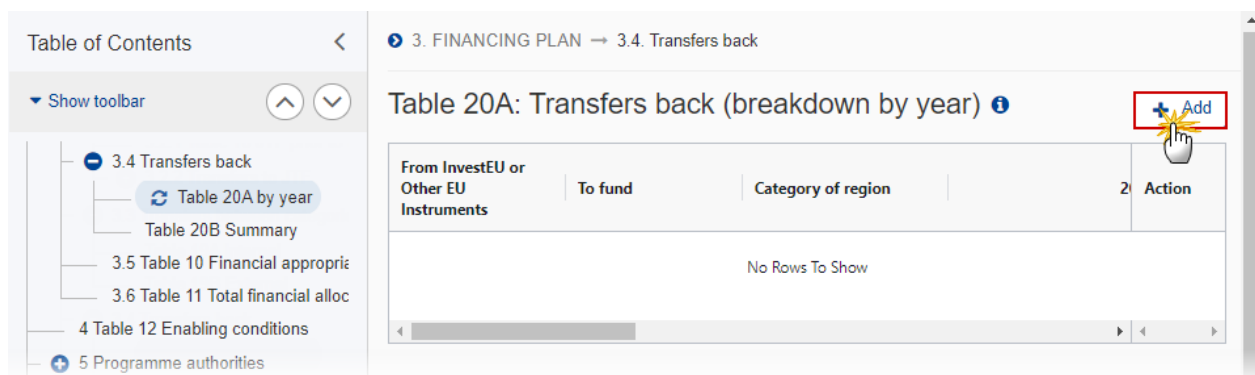 Table of Contents
Show toolbar
3.4 Transfers back
Table 20A by year
Table 20B Summary
3.5 Table 10 Financial appropria
3.6 Table 11 Total financial alloc
4 Table 12 Enabling conditions
5 Programme authorities
3. FINANCING PLAN → 3.4. Transfers back
Table 20A: Transfers back (breakdown by year)
Add
From InvestEU or
Other EU
Instruments
To fund
Category of region
Action
No Rows To Show